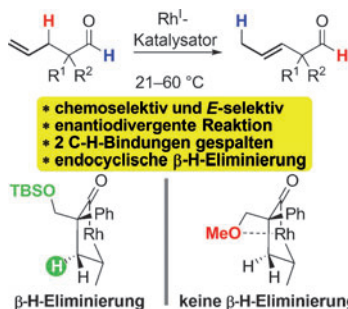 H O RhI- H O
Katalysator
R1 R2 H 21–60 °C R1 R2 H
* chemoselektiv und E-selektiv
* enantiodivergente Reaktion
* 2 C-H-Bindungen gespalten
* endocyclische β-H-Eliminierung
TBSO O O
Ph Ph
Rh MeO Rh
H H H H
β-H-Eliminierung keine β-H-Eliminierung